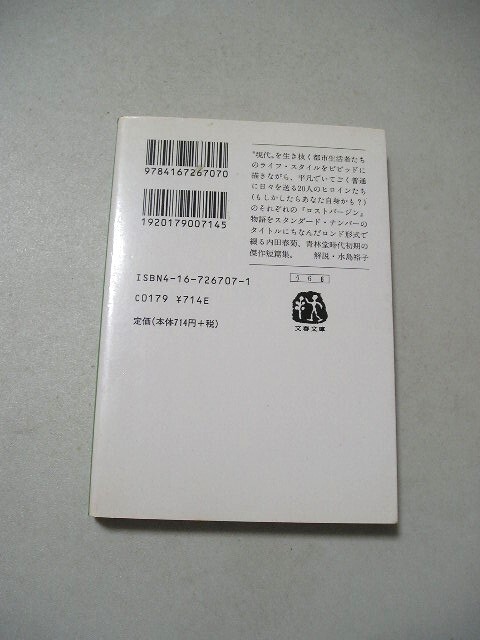 9784167267070
1920179007145
ISBN4-16-726707-1
C0179 ¥714E
定価(本体714円+税)
"現代„を生き抜く都市生活者たち
のライフ・スタイルをビビッドに
描きながら、平凡でいてごく普通
に日々を送る20人のヒロインたち
(もしかしたらあなた自身かも?)
のそれぞれの『ロストバージン』
物語をスタンダード・ナンバーの
タイトルにちなんだロンド形式で
綴る内田春菊、青林堂時代初期の
傑作短篇集。 解説・水島裕子
文春文庫